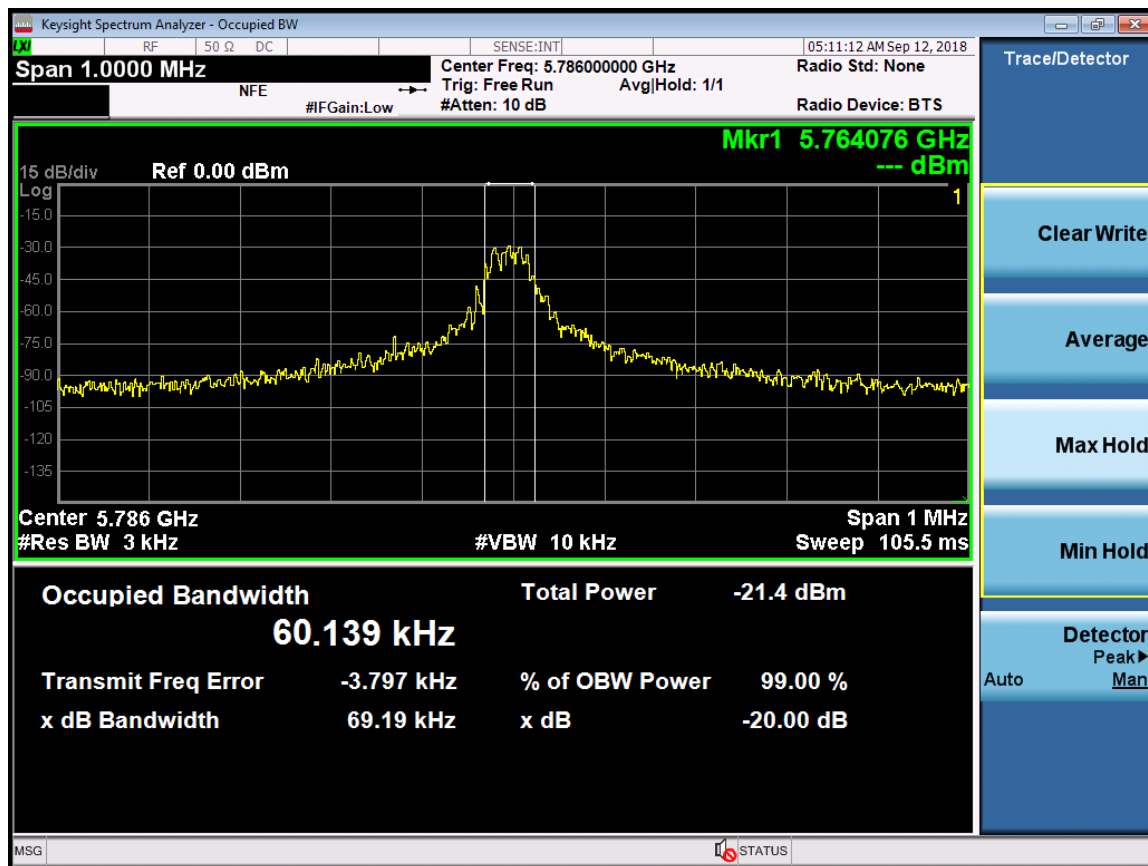 Keysight Spectrum Analyzer - Occupied BW
LXI RF 50 Ω DC SENSE:INT 05:11:12 AM Sep 12, 2018
Span 1.0000 MHz
NFE
#IFGain:Low
Center Freq: 5.786000000 GHz
Trig: Free Run Avg|Hold: 1/1
#Atten: 10 dB
Radio Std: None
Radio Device: BTS
Trace/Detector
Mkr1 5.764076 GHz
--- dBm
15 dB/div Ref 0.00 dBm
Log
1
-15.0
-30.0
-45.0
-60.0
-75.0
-90.0
-105
-120
-135
Center 5.786 GHz Span 1 MHz
#Res BW 3 kHz #VBW 10 kHz Sweep 105.5 ms
Occupied Bandwidth
60.139 kHz
Total Power -21.4 dBm
Transmit Freq Error -3.797 kHz % of OBW Power 99.00 %
x dB Bandwidth 69.19 kHz x dB -20.00 dB
Clear Write
Average
Max Hold
Min Hold
Detector
Peak▶
Auto Man
MSG STATUS